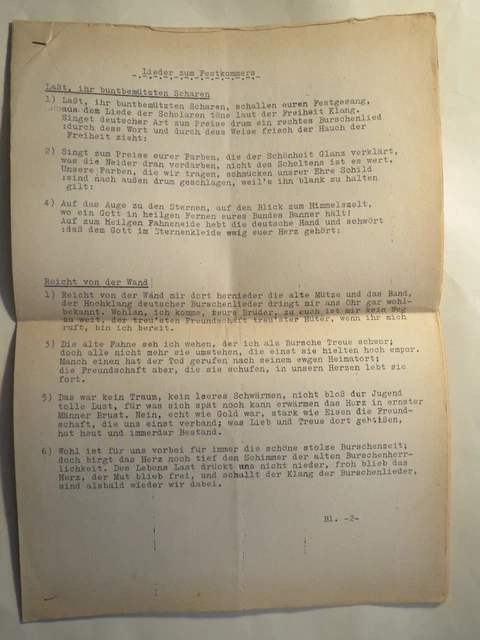 Lieder zum Festkommers
Laßt, ihr buntbemützten Scharen
1) Laßt, ihr buntbemützten Scharen, schallen euren Festgesang,
aus dem Liede der Scholaren töne laut der Freiheit Klang.
Singet deutscher Art zum Preise drum ein rechtes Burschenlied
:durch dies Wort und durch dies Weise frisch der Hauch der
Freiheit zieht:
2) Singt zum Preise eurer Farben, die der Schönheit Glanz verklärt,
was die Neider dran verdarben, nicht des Scheltens ist es wert.
Unsere Farben, die wir tragen, schmücken unsrer Ehre Schild
:sind nach außen drum geschlagen, weil's ihn blank zu halten
gilt:
4) Auf das Auge zu den Sternen, auf den Blick zum Himmelszelt,
wo ein Gott in heilgen Fernen eures Bundes Banner hält!
Auf zum heilgen Fahneneide hebt die deutsche Hand und schwört
:daß dem Gott im Sternenkleide ewig euer Herz gehört:
Reicht von der Wand
1) Reicht von der Wand mir dort hernieder die alte Mütze und das Band,
der Hochklang deutscher Burschenlieder dringt mir ans Ohr gar wohl-
bekannt. Wohlan, ich komme, teure Brüder, zu euch ist mir kein Weg
zu weit, der treu'sten Freundschaft treu'ster Hüter, wenn ihr mich
ruft, bin ich bereit.
3) Die alte Fahne seh ich wehen, der ich als Bursche Treue schwor;
doch alle nicht mehr sie umstehen, die einst sie hielten hoch empor.
Manch einen hat der Tod gerufen nach seinem ewgen Heimatort;
die Freundschaft aber, die sie schufen, in unsern Herzen lebt sie
fort.
5) Das war kein Traum, kein leeres Schwärmen, nicht bloß der Jugend
tolle Lust, für was sich spät noch kann erwärmen das Herz in ernster
Männer Brust. Nein, echt wie Gold war, stark wie Eisen die Freund-
schaft, die uns einst verband; was Lieb und Treue dort geheißen,
hat heut und immerdar Bestand.
6) Wohl ist für uns vorbei für immer die schöne stolze Burschenzeit;
doch birgt das Herz noch tief den Schimmer der alten Burschenherr-
lichkeit. Des Lebens Last drückt uns nicht nieder, froh blieb das
Herz, der Mut blieb frei, und schallt der Klang der Burschenlieder,
sind alsbald wieder wir dabei.
Bl. -2-